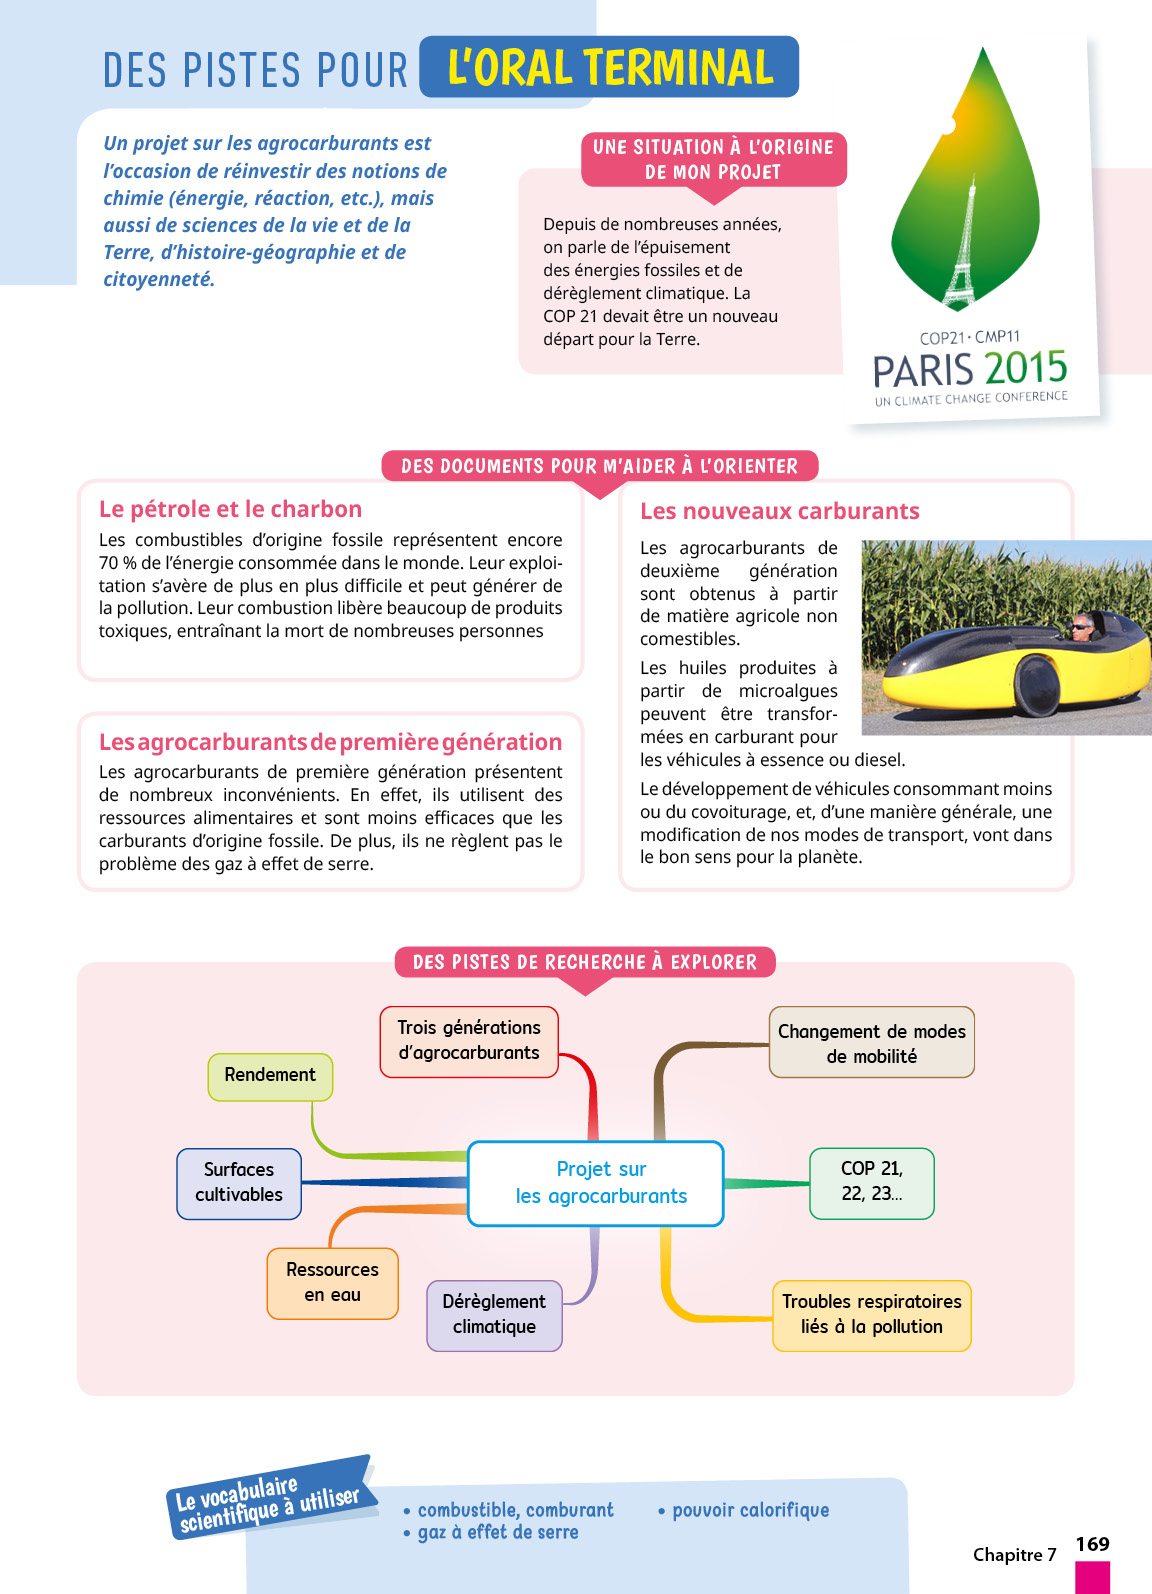 DES PISTES POUR L'ORAL TERMINAL
Un projet sur les agrocarburants est
l'occasion de réinvestir des notions de
chimie (énergie, réaction, etc.), mais
aussi de sciences de la vie et de la
Terre, d'histoire-géographie et de
citoyenneté.
UNE SITUATION À L'ORIGINE
DE MON PROJET
Depuis de nombreuses années,
on parle de l'épuisement
des énergies fossiles et de
dérèglement climatique. La
COP 21 devait être un nouveau
départ pour la Terre.
COP21 · CMP11
PARIS 2015
UN CLIMATE CHANGE CONFERENCE
DES DOCUMENTS POUR M'AIDER À L'ORIENTER
Le pétrole et le charbon
Les combustibles d'origine fossile représentent encore
70 % de l'énergie consommée dans le monde. Leur exploi-
tation s'avère de plus en plus difficile et peut générer de
la pollution. Leur combustion libère beaucoup de produits
toxiques, entraînant la mort de nombreuses personnes
Les agrocarburants de première génération
Les agrocarburants de première génération présentent
de nombreux inconvénients. En effet, ils utilisent des
ressources alimentaires et sont moins efficaces que les
carburants d'origine fossile. De plus, ils ne règlent pas le
problème des gaz à effet de serre.
Les nouveaux carburants
Les agrocarburants de
deuxième génération
sont obtenus à partir
de matière agricole non
comestibles.
Les huiles produites à
partir de microalgues
peuvent être transfor-
mées en carburant pour
les véhicules à essence ou diesel.
Le développement de véhicules consommant moins
ou du covoiturage, et, d'une manière générale, une
modification de nos modes de transport, vont dans
le bon sens pour la planète.
DES PISTES DE RECHERCHE À EXPLORER
Trois générations
d'agrocarburants
Changement de modes
de mobilité
Rendement
Surfaces
cultivables
Projet sur
les agrocarburants
COP 21,
22, 23...
Ressources
en eau
Dérèglement
climatique
Troubles respiratoires
liés à la pollution
Le vocabulaire
scientifique à utiliser
• combustible, comburant
• gaz à effet de serre
• pouvoir calorifique
Chapitre 7 169